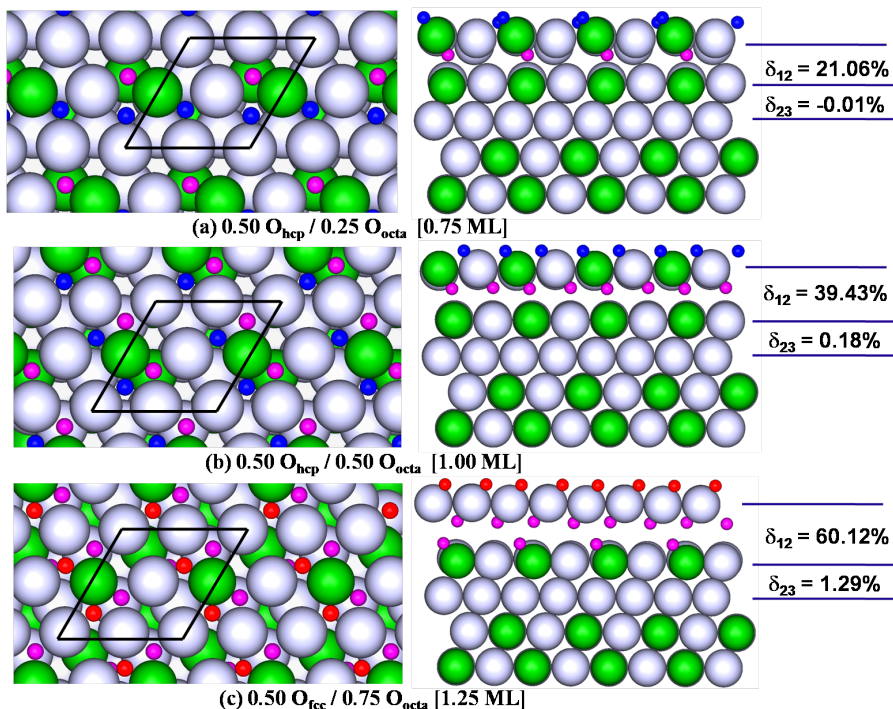 δ12 = 21.06%
δ23 = -0.01%
(a) 0.50 Ohcp / 0.25 Oocta [0.75 ML]
δ12 = 39.43%
δ23 = 0.18%
(b) 0.50 Ohcp / 0.50 Oocta [1.00 ML]
δ12 = 60.12%
δ23 = 1.29%
(c) 0.50 Ofcc / 0.75 Oocta [1.25 ML]